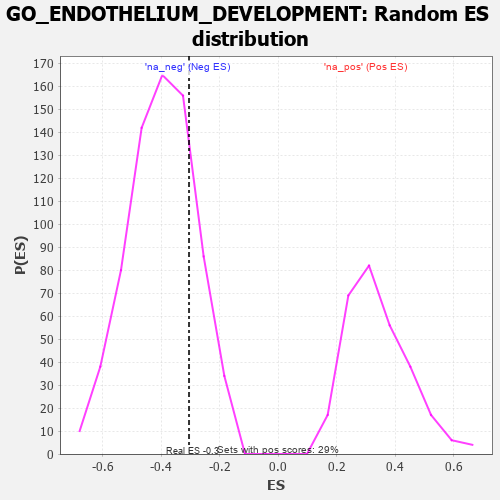 GO_ENDOTHELIUM_DEVELOPMENT: Random ES
distribution
'na_neg' (Neg ES)
'na_pos' (Pos ES)
170
160
150
140
130
120
110
100
90
80
70
60
50
40
30
20
10
0
P(ES)
Real ES -0.3
Sets with pos scores: 29%
-0.6 -0.4 -0.2 0.0 0.2 0.4 0.6
ES